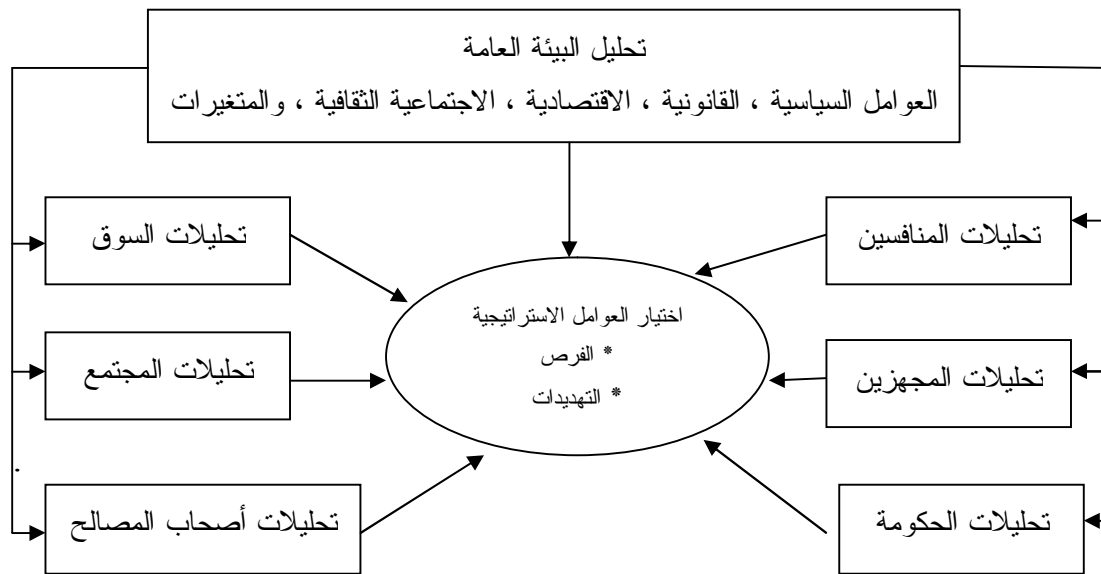 تحليل البيئة العامة
العوامل السياسية ، القانونية ، الاقتصادية ، الاجتماعية الثقافية ، والمتغيرات
تحليلات المنافسين
تحليلات السوق
اختيار العوامل الاستراتيجية
* الفرص
* التهديدات
تحليلات المجهزين
تحليلات المجتمع
تحليلات الحكومة
تحليلات أصحاب المصالح